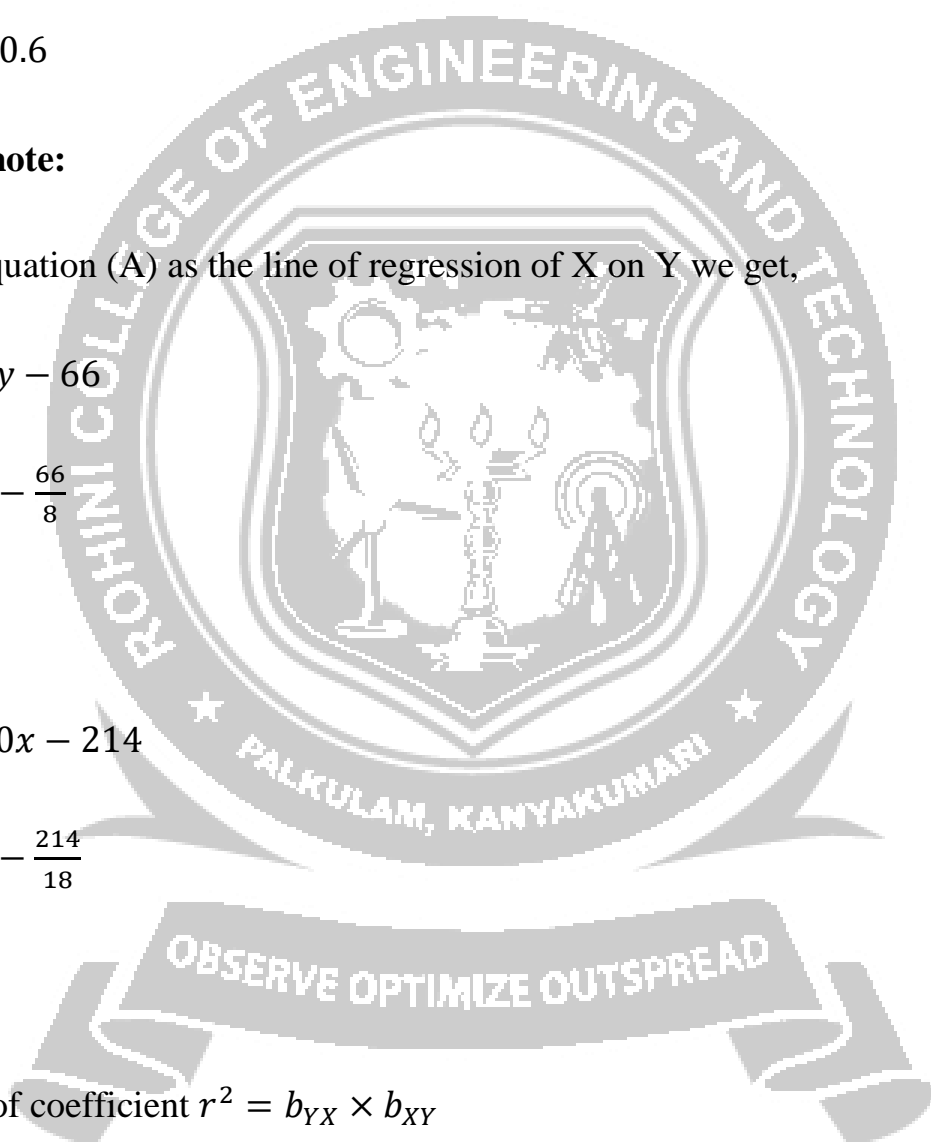 0.6
note:
quation (A) as the line of regression of X on Y we get,
y − 66
− 66/8
0x − 214
− 214/18
of coefficient r² = b_YX × b_XY
ROHINI COLLEGE OF ENGINEERING AND TECHNOLOGY
PALKULAM, KANYAKUMARI
OBSERVE OPTIMIZE OUTSPREAD